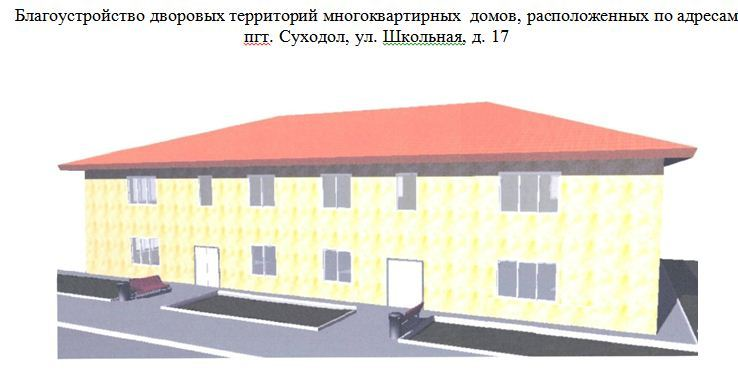 Благоустройство дворовых территорий многоквартирных домов, расположенных по адресам
пгт. Суходол, ул. Школьная, д. 17